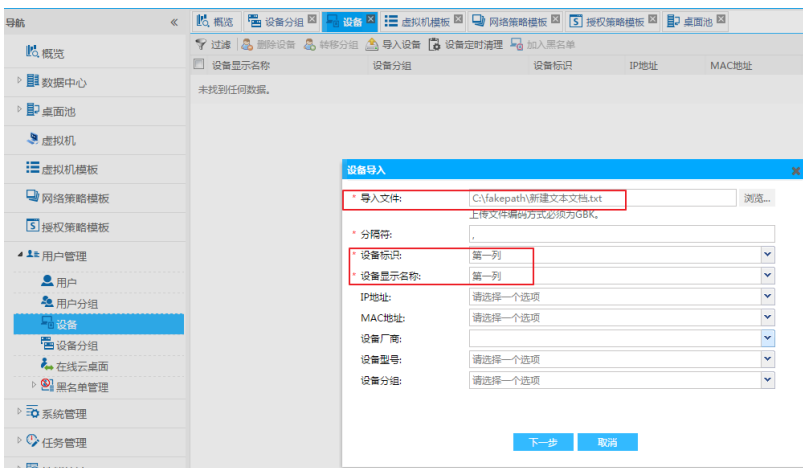 导航 «
概览 设备分组 设备 虚拟机模板 网络策略模板 授权策略模板 桌面池
过滤 删除设备 转移分组 导入设备 设备定时清理 加入黑名单
设备显示名称 设备分组 设备标识 IP地址 MAC地址
未找到任何数据。
概览
数据中心
桌面池
虚拟机
虚拟机模板
网络策略模板
授权策略模板
用户管理
用户
用户分组
设备
设备分组
在线云桌面
黑名单管理
系统管理
任务管理
设备导入
* 导入文件: C:\fakepath\新建文本文档.txt 浏览...
上传文件编码方式必须为GBK。
* 分隔符: ,
* 设备标识: 第一列
* 设备显示名称: 第一列
IP地址: 请选择一个选项
MAC地址: 请选择一个选项
设备厂商:
设备型号: 请选择一个选项
设备分组: 请选择一个选项
下一步 取消